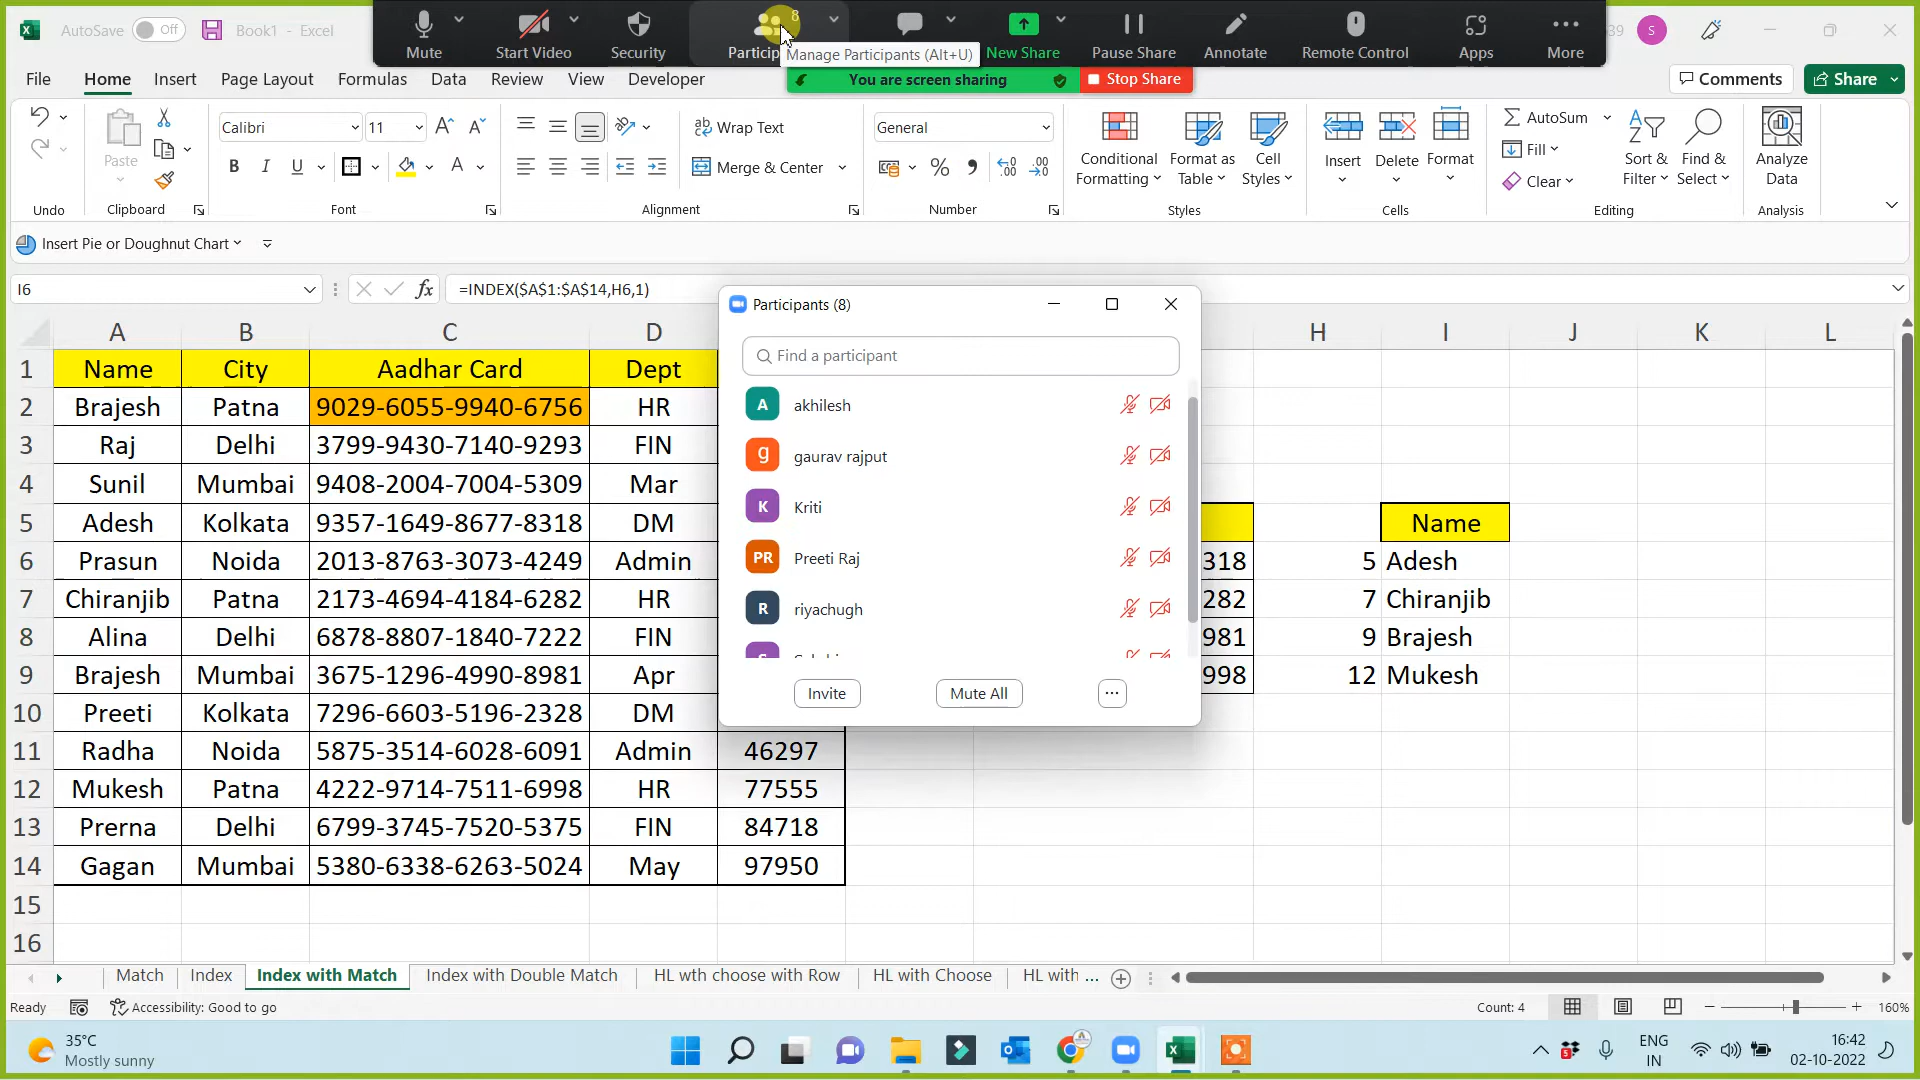 AutoSave Off Book1 - Excel
Mute Start Video Security Particip 8 New Share Pause Share Annotate Remote Control Apps More
39 S
Manage Participants (Alt+U)
You are screen sharing Stop Share
File Home Insert Page Layout Formulas Data Review View Developer Comments Share
Calibri 11 Wrap Text General AutoSum
Paste B I U A Merge & Center % Conditional Formatting Format as Table Cell Styles Insert Delete Format Fill Clear Sort & Filter Find & Select Analyze Data
Undo Clipboard Font Alignment Number Styles Cells Editing Analysis
Insert Pie or Doughnut Chart
I6 fx =INDEX($A$1:$A$14,H6,1)
Participants (8)
Find a participant
A akhilesh
g gaurav rajput
K Kriti
PR Preeti Raj
R riyachugh
Invite Mute All ...
A B C D H I J K L
1 Name City Aadhar Card Dept
2 Brajesh Patna 9029-6055-9940-6756 HR
3 Raj Delhi 3799-9430-7140-9293 FIN
4 Sunil Mumbai 9408-2004-7004-5309 Mar
5 Adesh Kolkata 9357-1649-8677-8318 DM Name
6 Prasun Noida 2013-8763-3073-4249 Admin 318 5 Adesh
7 Chiranjib Patna 2173-4694-4184-6282 HR 282 7 Chiranjib
8 Alina Delhi 6878-8807-1840-7222 FIN 981 9 Brajesh
9 Brajesh Mumbai 3675-1296-4990-8981 Apr 998 12 Mukesh
10 Preeti Kolkata 7296-6603-5196-2328 DM
11 Radha Noida 5875-3514-6028-6091 Admin 46297
12 Mukesh Patna 4222-9714-7511-6998 HR 77555
13 Prerna Delhi 6799-3745-7520-5375 FIN 84718
14 Gagan Mumbai 5380-6338-6263-5024 May 97950
15
16
Match Index Index with Match Index with Double Match HL wth choose with Row HL with Choose HL with ...
Ready Accessibility: Good to go Count: 4 160%
35°C
Mostly sunny
ENG
IN
16:42
02-10-2022